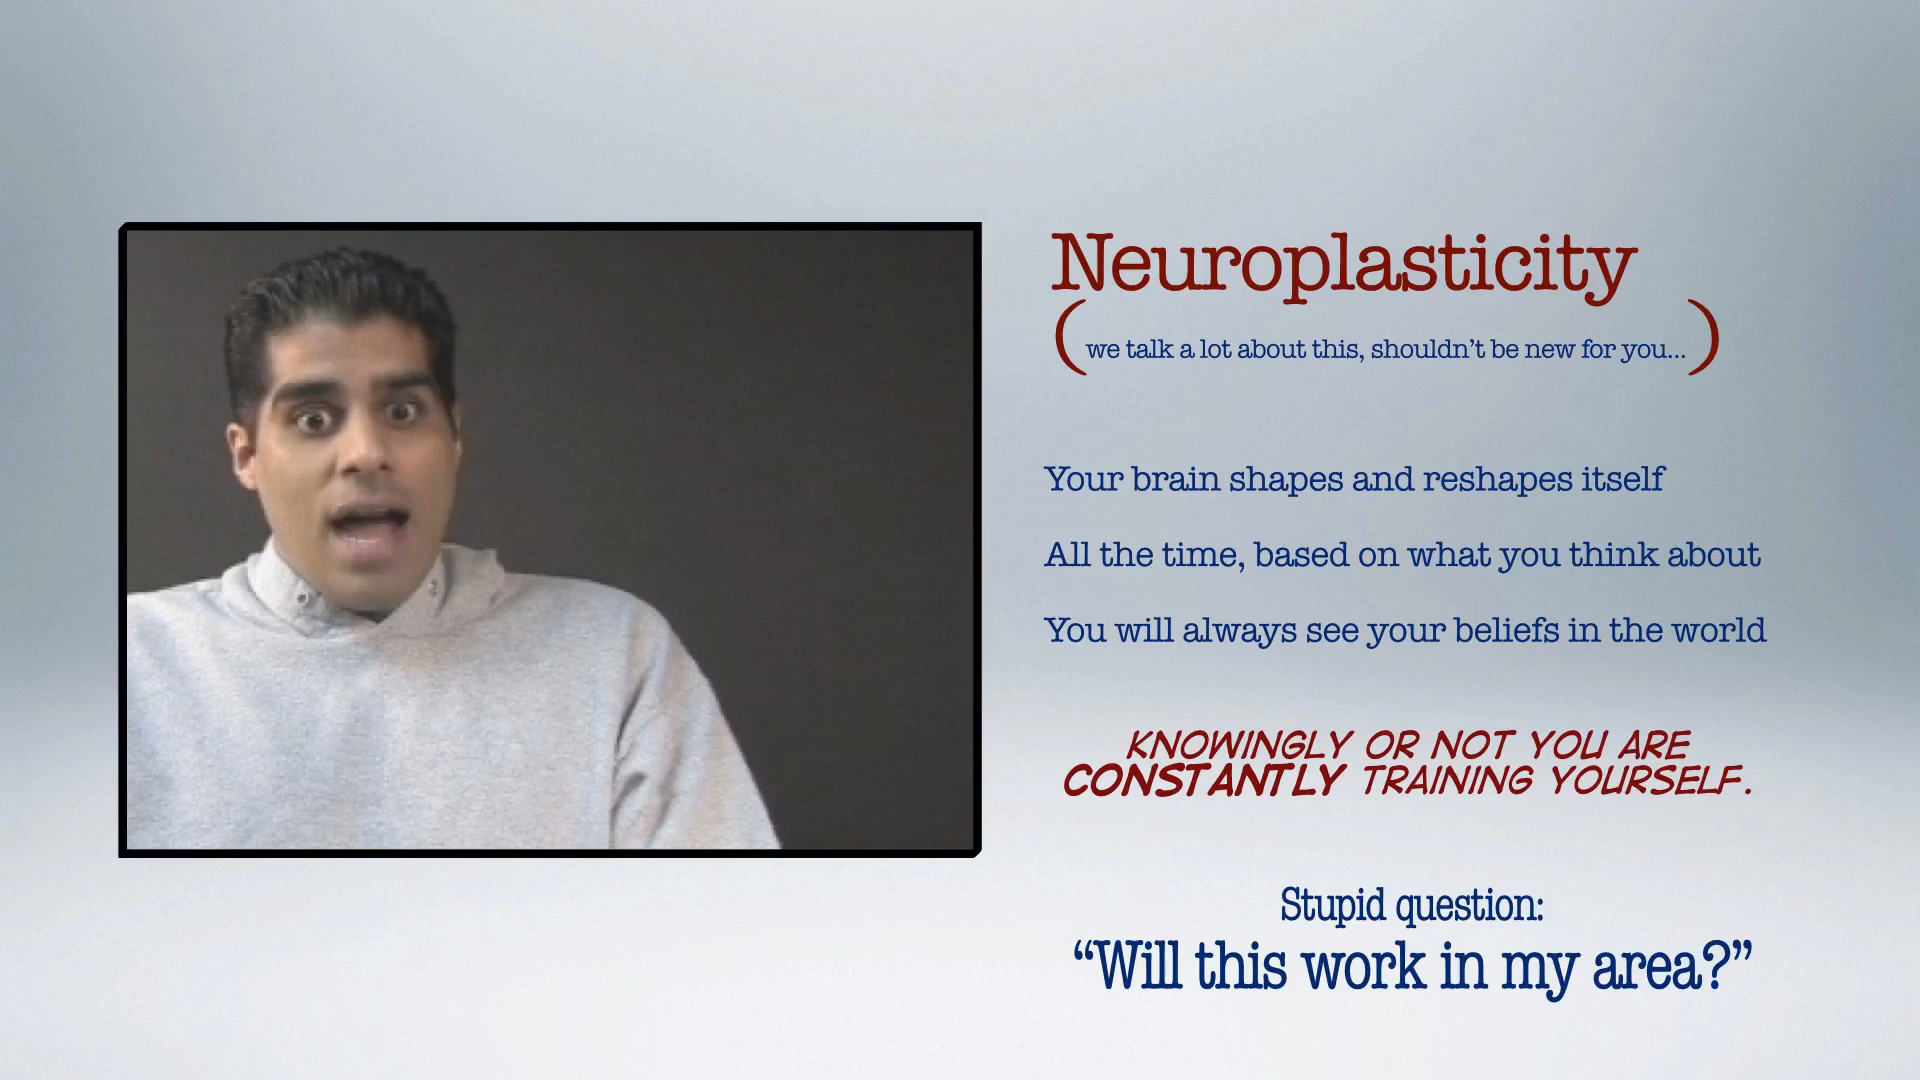 Neuroplasticity
(we talk a lot about this, shouldn’t be new for you...)
Your brain shapes and reshapes itself
All the time, based on what you think about
You will always see your beliefs in the world
KNOWINGLY OR NOT YOU ARE
CONSTANTLY TRAINING YOURSELF.
Stupid question:
“Will this work in my area?”